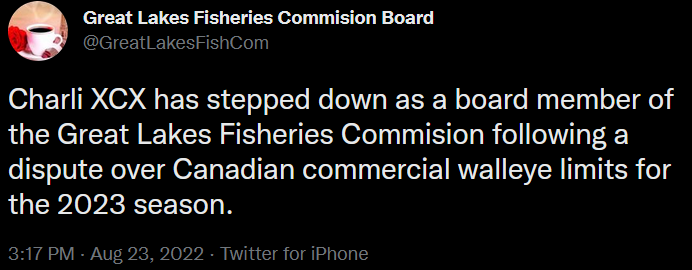 Great Lakes Fisheries Commision Board
@GreatLakesFishCom
Charli XCX has stepped down as a board member of
the Great Lakes Fisheries Commision following a
dispute over Canadian commercial walleye limits for
the 2023 season.
3:17 PM · Aug 23, 2022 · Twitter for iPhone